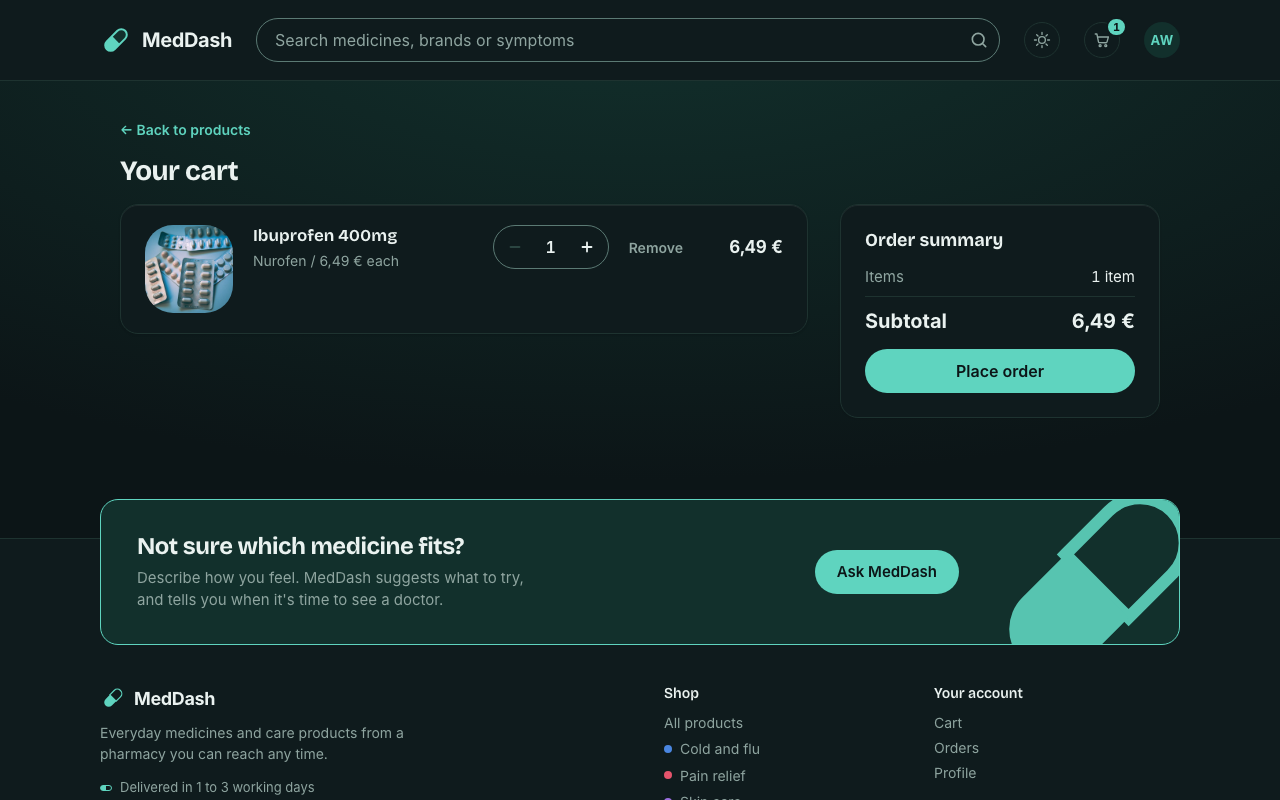 MedDash
Search medicines, brands or symptoms
1
AW
← Back to products
Your cart
Ibuprofen 400mg
Nurofen / 6,49 € each
− 1 +
Remove
6,49 €
Order summary
Items 1 item
Subtotal 6,49 €
Place order
Not sure which medicine fits?
Describe how you feel. MedDash suggests what to try,
and tells you when it's time to see a doctor.
Ask MedDash
MedDash
Everyday medicines and care products from a
pharmacy you can reach any time.
Delivered in 1 to 3 working days
Shop
All products
Cold and flu
Pain relief
Skin care
Your account
Cart
Orders
Profile